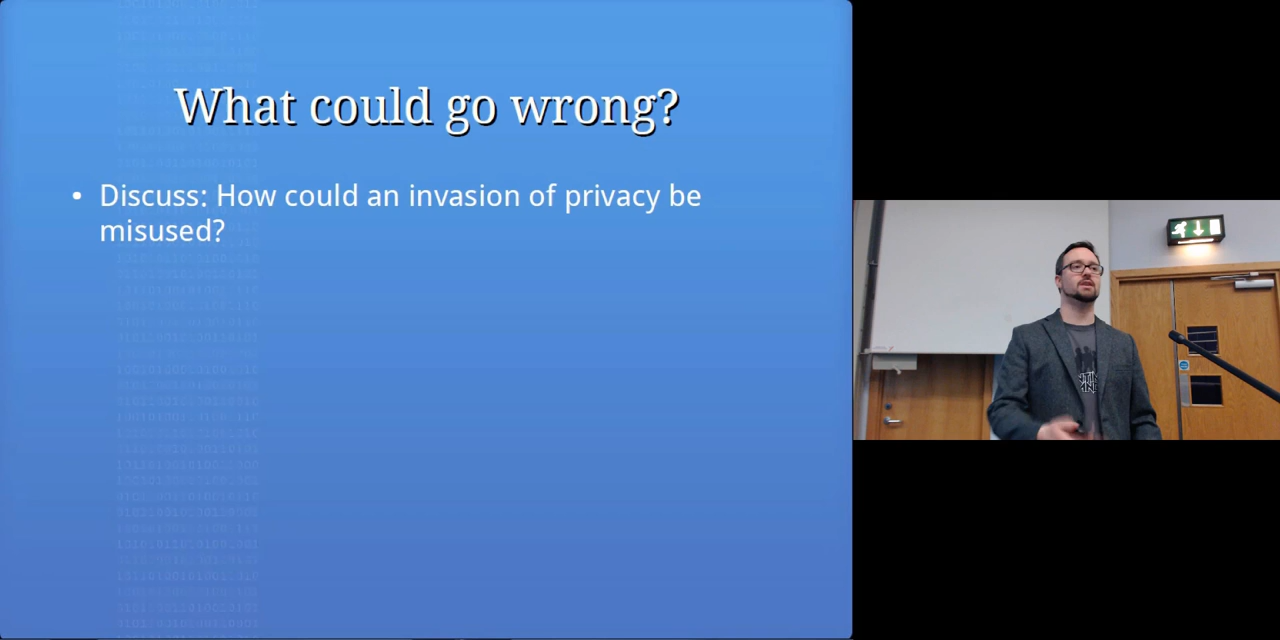 What could go wrong?
• Discuss: How could an invasion of privacy be
misused?